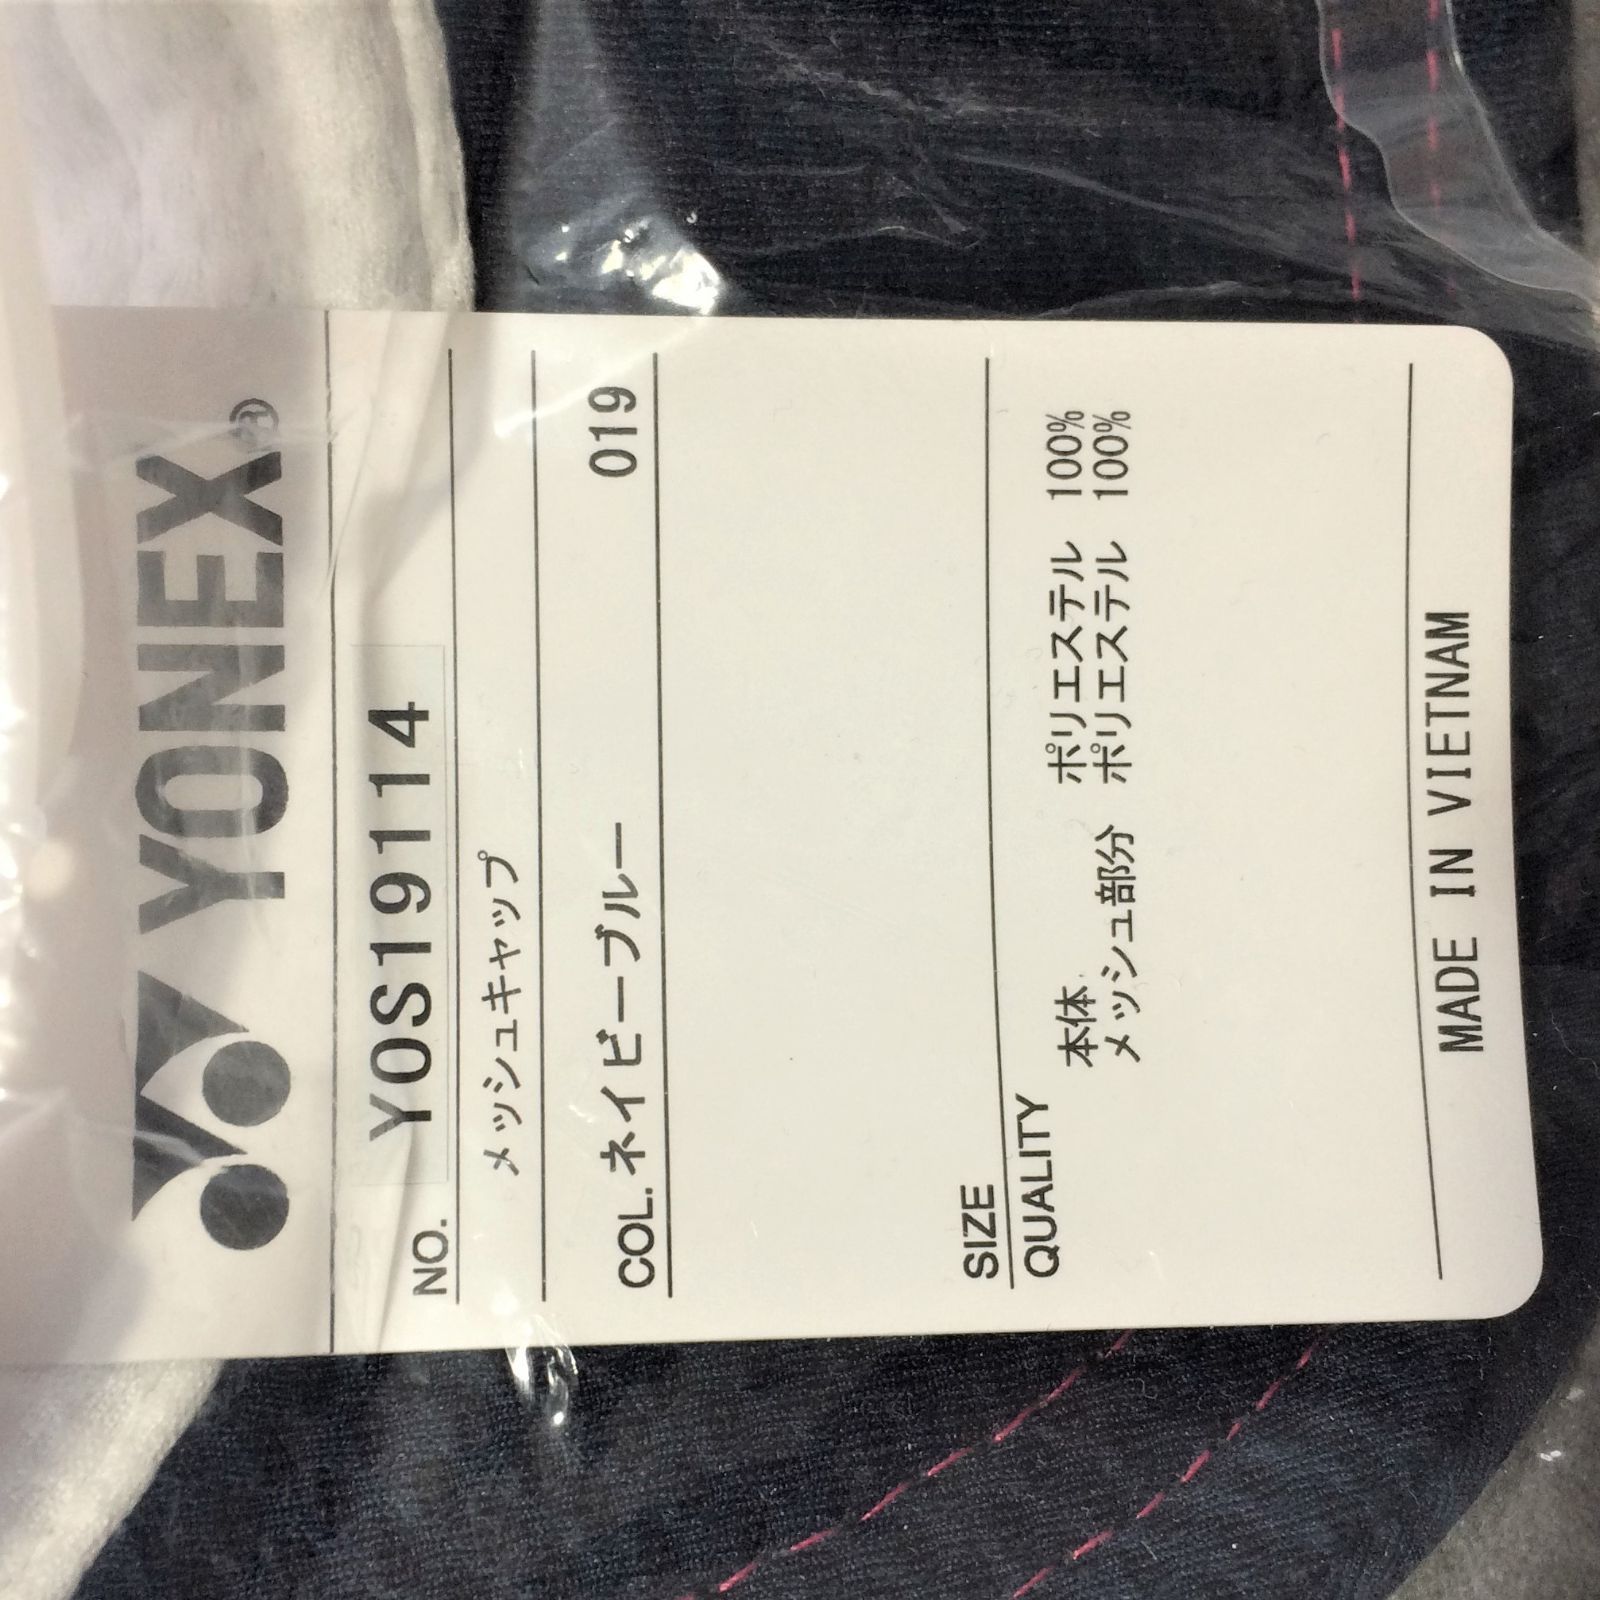 YONEX®
NO. YOS19114
メッシュキャップ
COL. ネイビーブルー 019
SIZE
QUALITY
本体 ポリエステル 100%
メッシュ部分 ポリエステル 100%
MADE IN VIETNAM